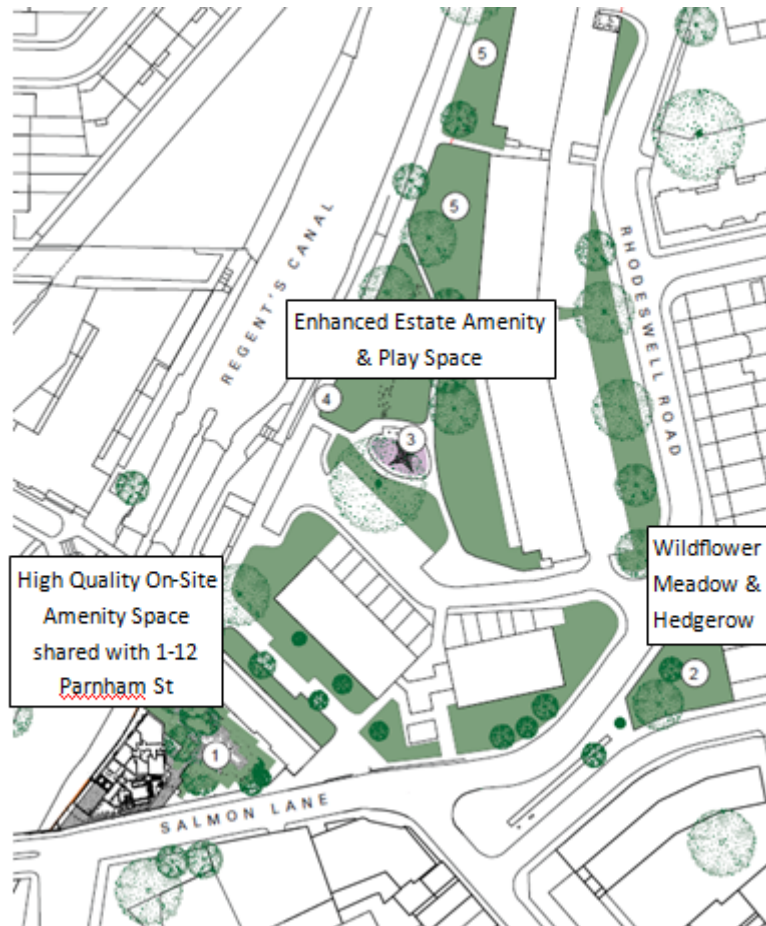 5
5
REGENT'S CANAL
RHODESWELL ROAD
Enhanced Estate Amenity
& Play Space
4
3
High Quality On-Site
Amenity Space
shared with 1-12
Parnham St
Wildflower
Meadow &
Hedgerow
2
1
SALMON LANE